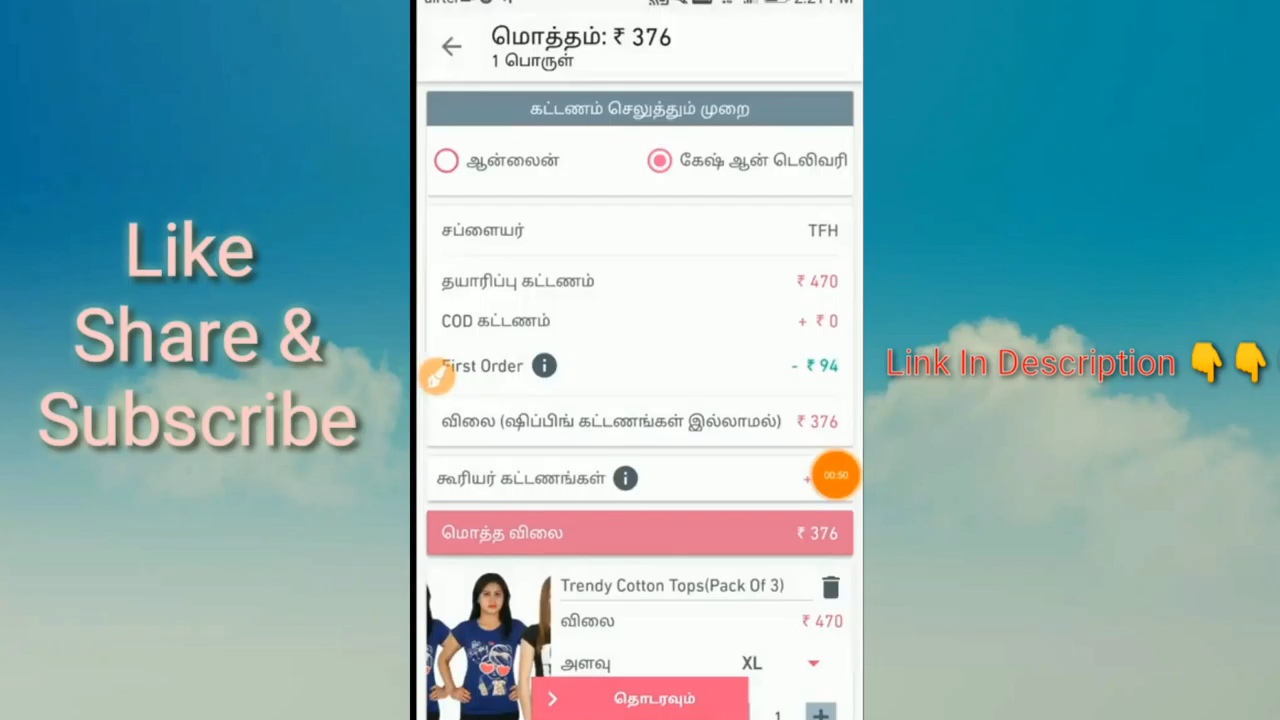 மொத்தம்: ₹ 376
1 பொருள்
கட்டணம் செலுத்தும் முறை
ஆன்லைன்
கேஷ் ஆன் டெலிவரி
சப்ளையர் TFH
தயாரிப்பு கட்டணம் ₹ 470
COD கட்டணம் + ₹ 0
First Order - ₹ 94
விலை (ஷிப்பிங் கட்டணங்கள் இல்லாமல்) ₹ 376
கூரியர் கட்டணங்கள் +
00:50
மொத்த விலை ₹ 376
Trendy Cotton Tops(Pack Of 3)
விலை ₹ 470
அளவு XL
தொடரவும்
1
Like
Share &
Subscribe
Link In Description 👇👇